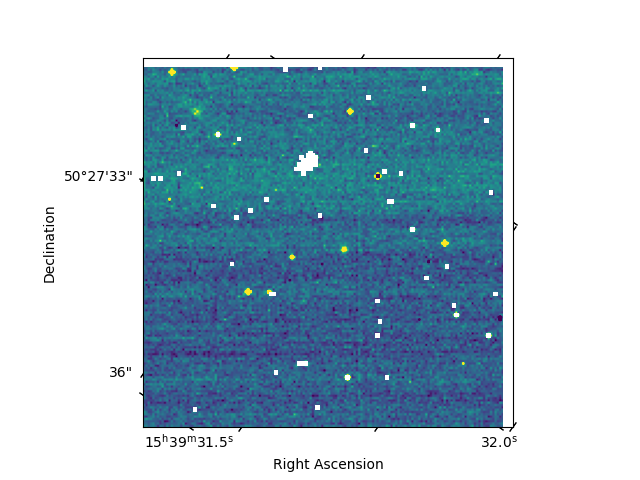 50°27'33"
Declination
36"
15ʰ39ᵐ31.5ˢ
32.0ˢ
Right Ascension